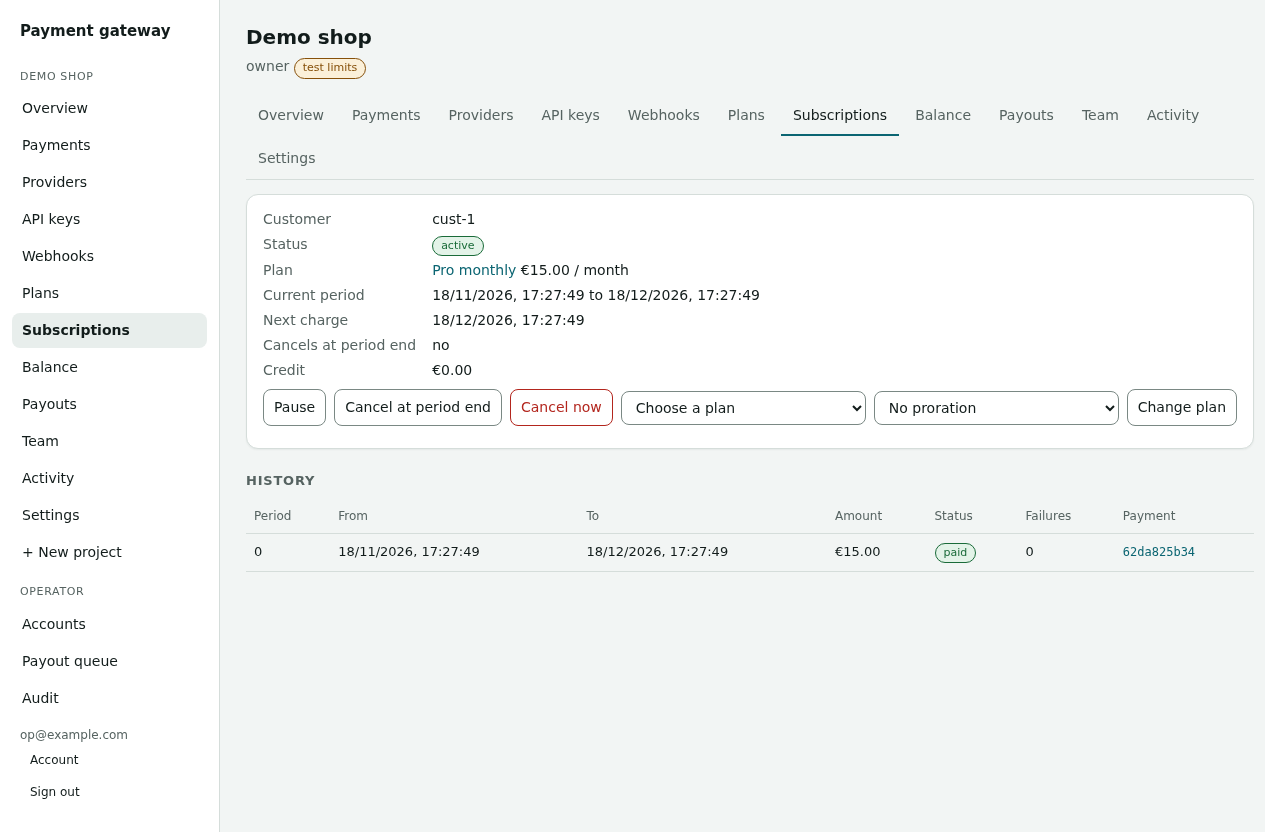 Payment gateway
DEMO SHOP
Overview
Payments
Providers
API keys
Webhooks
Plans
Subscriptions
Balance
Payouts
Team
Activity
Settings
+ New project
OPERATOR
Accounts
Payout queue
Audit
op@example.com
Account
Sign out
Demo shop
owner test limits
Overview Payments Providers API keys Webhooks Plans Subscriptions Balance Payouts Team Activity
Settings
Customer cust-1
Status active
Plan Pro monthly €15.00 / month
Current period 18/11/2026, 17:27:49 to 18/12/2026, 17:27:49
Next charge 18/12/2026, 17:27:49
Cancels at period end no
Credit €0.00
Pause Cancel at period end Cancel now Choose a plan No proration Change plan
HISTORY
Period From To Amount Status Failures Payment
0 18/11/2026, 17:27:49 18/12/2026, 17:27:49 €15.00 paid 0 62da825b34